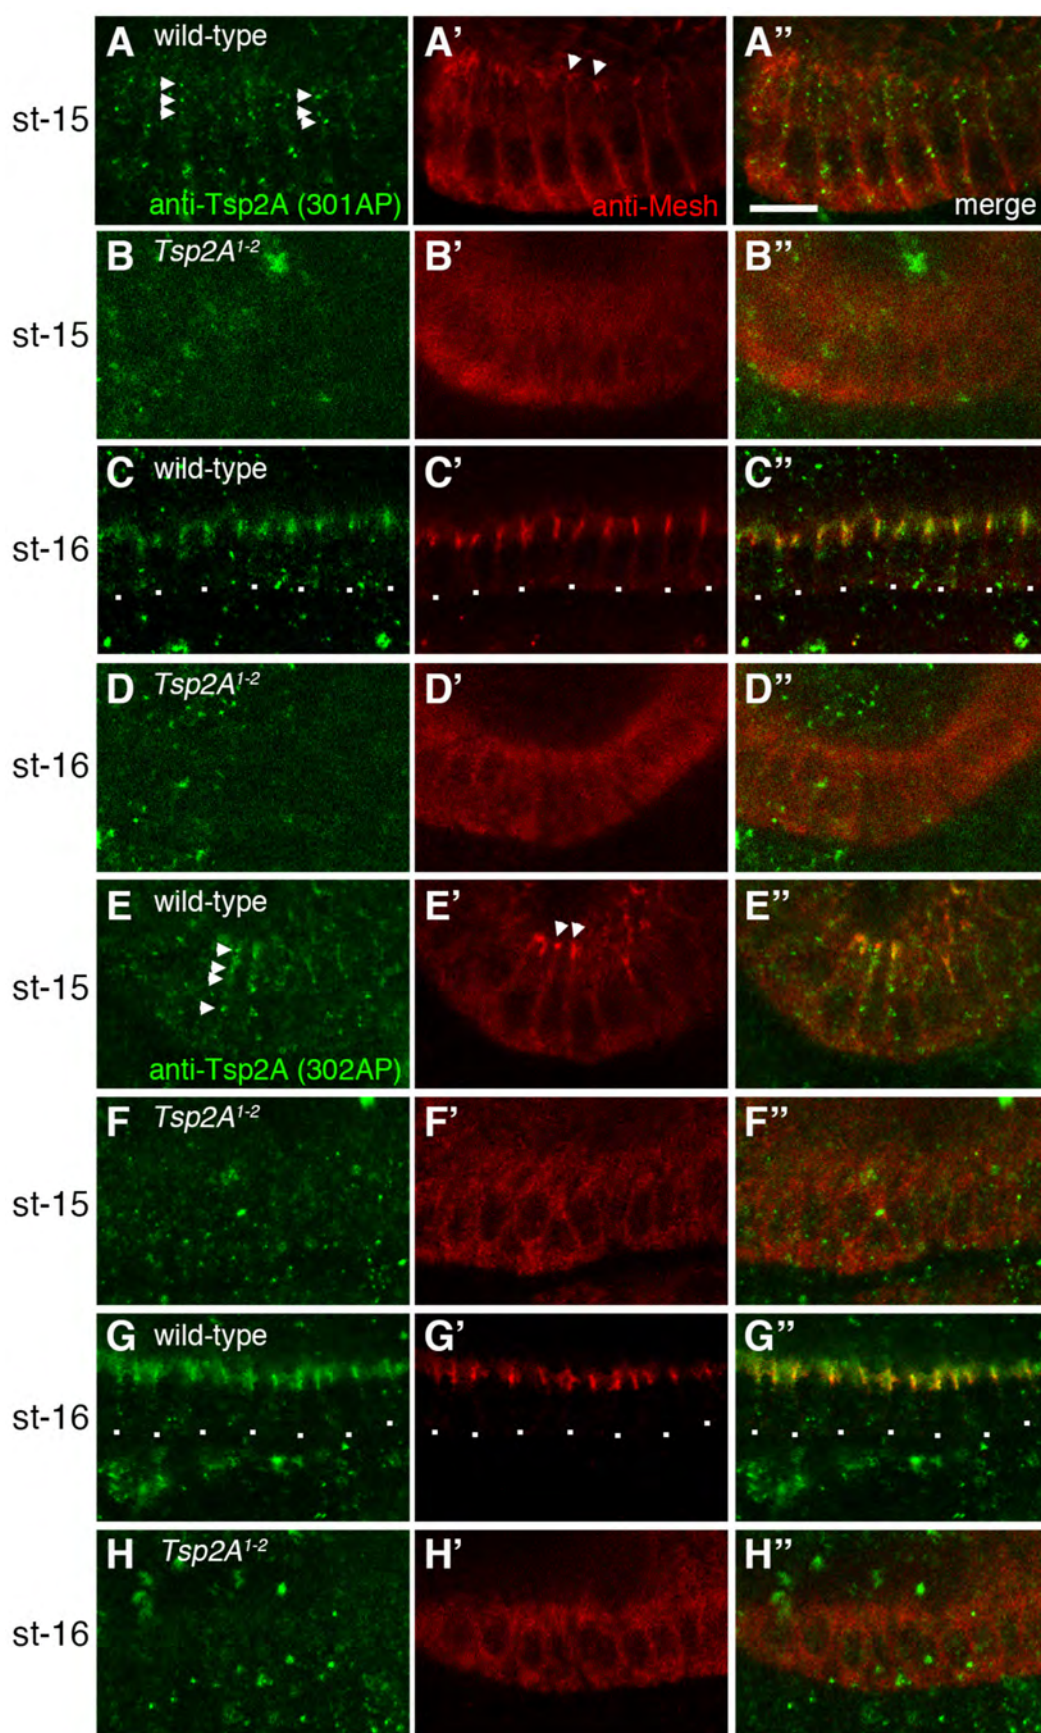 A wild-type A' A''
st-15
anti-Tsp2A (301AP) anti-Mesh merge
B Tsp2A1-2 B' B''
st-15
C wild-type C' C''
st-16
D Tsp2A1-2 D' D''
st-16
E wild-type E' E''
st-15
anti-Tsp2A (302AP)
F Tsp2A1-2 F' F''
st-15
G wild-type G' G''
st-16
H Tsp2A1-2 H' H''
st-16